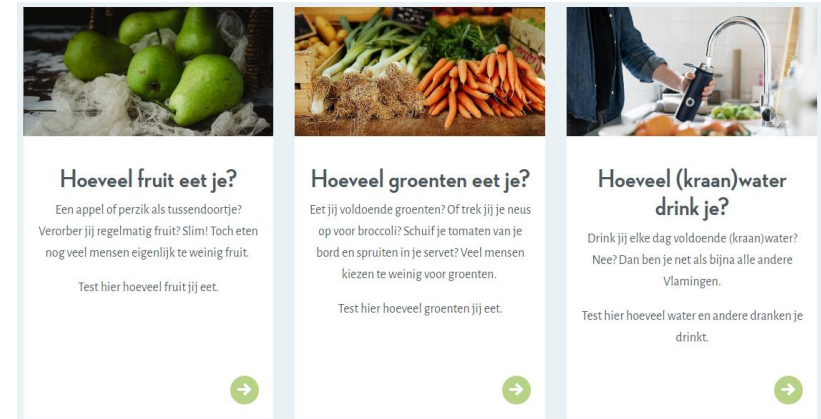 Hoeveel fruit eet je?
Een appel of perzik als tussendoortje?
Verorber jij regelmatig fruit? Slim! Toch eten
nog veel mensen eigenlijk te weinig fruit.
Test hier hoeveel fruit jij eet.
Hoeveel groenten eet je?
Eet jij voldoende groenten? Of trek jij je neus
op voor broccoli? Schuif je tomaten van je
bord en spruiten in je servet? Veel mensen
kiezen te weinig voor groenten.
Test hier hoeveel groenten jij eet.
Hoeveel (kraan)water
drink je?
Drink jij elke dag voldoende (kraan)water?
Nee? Dan ben je net als bijna alle andere
Vlamingen.
Test hier hoeveel water en andere dranken je
drinkt.